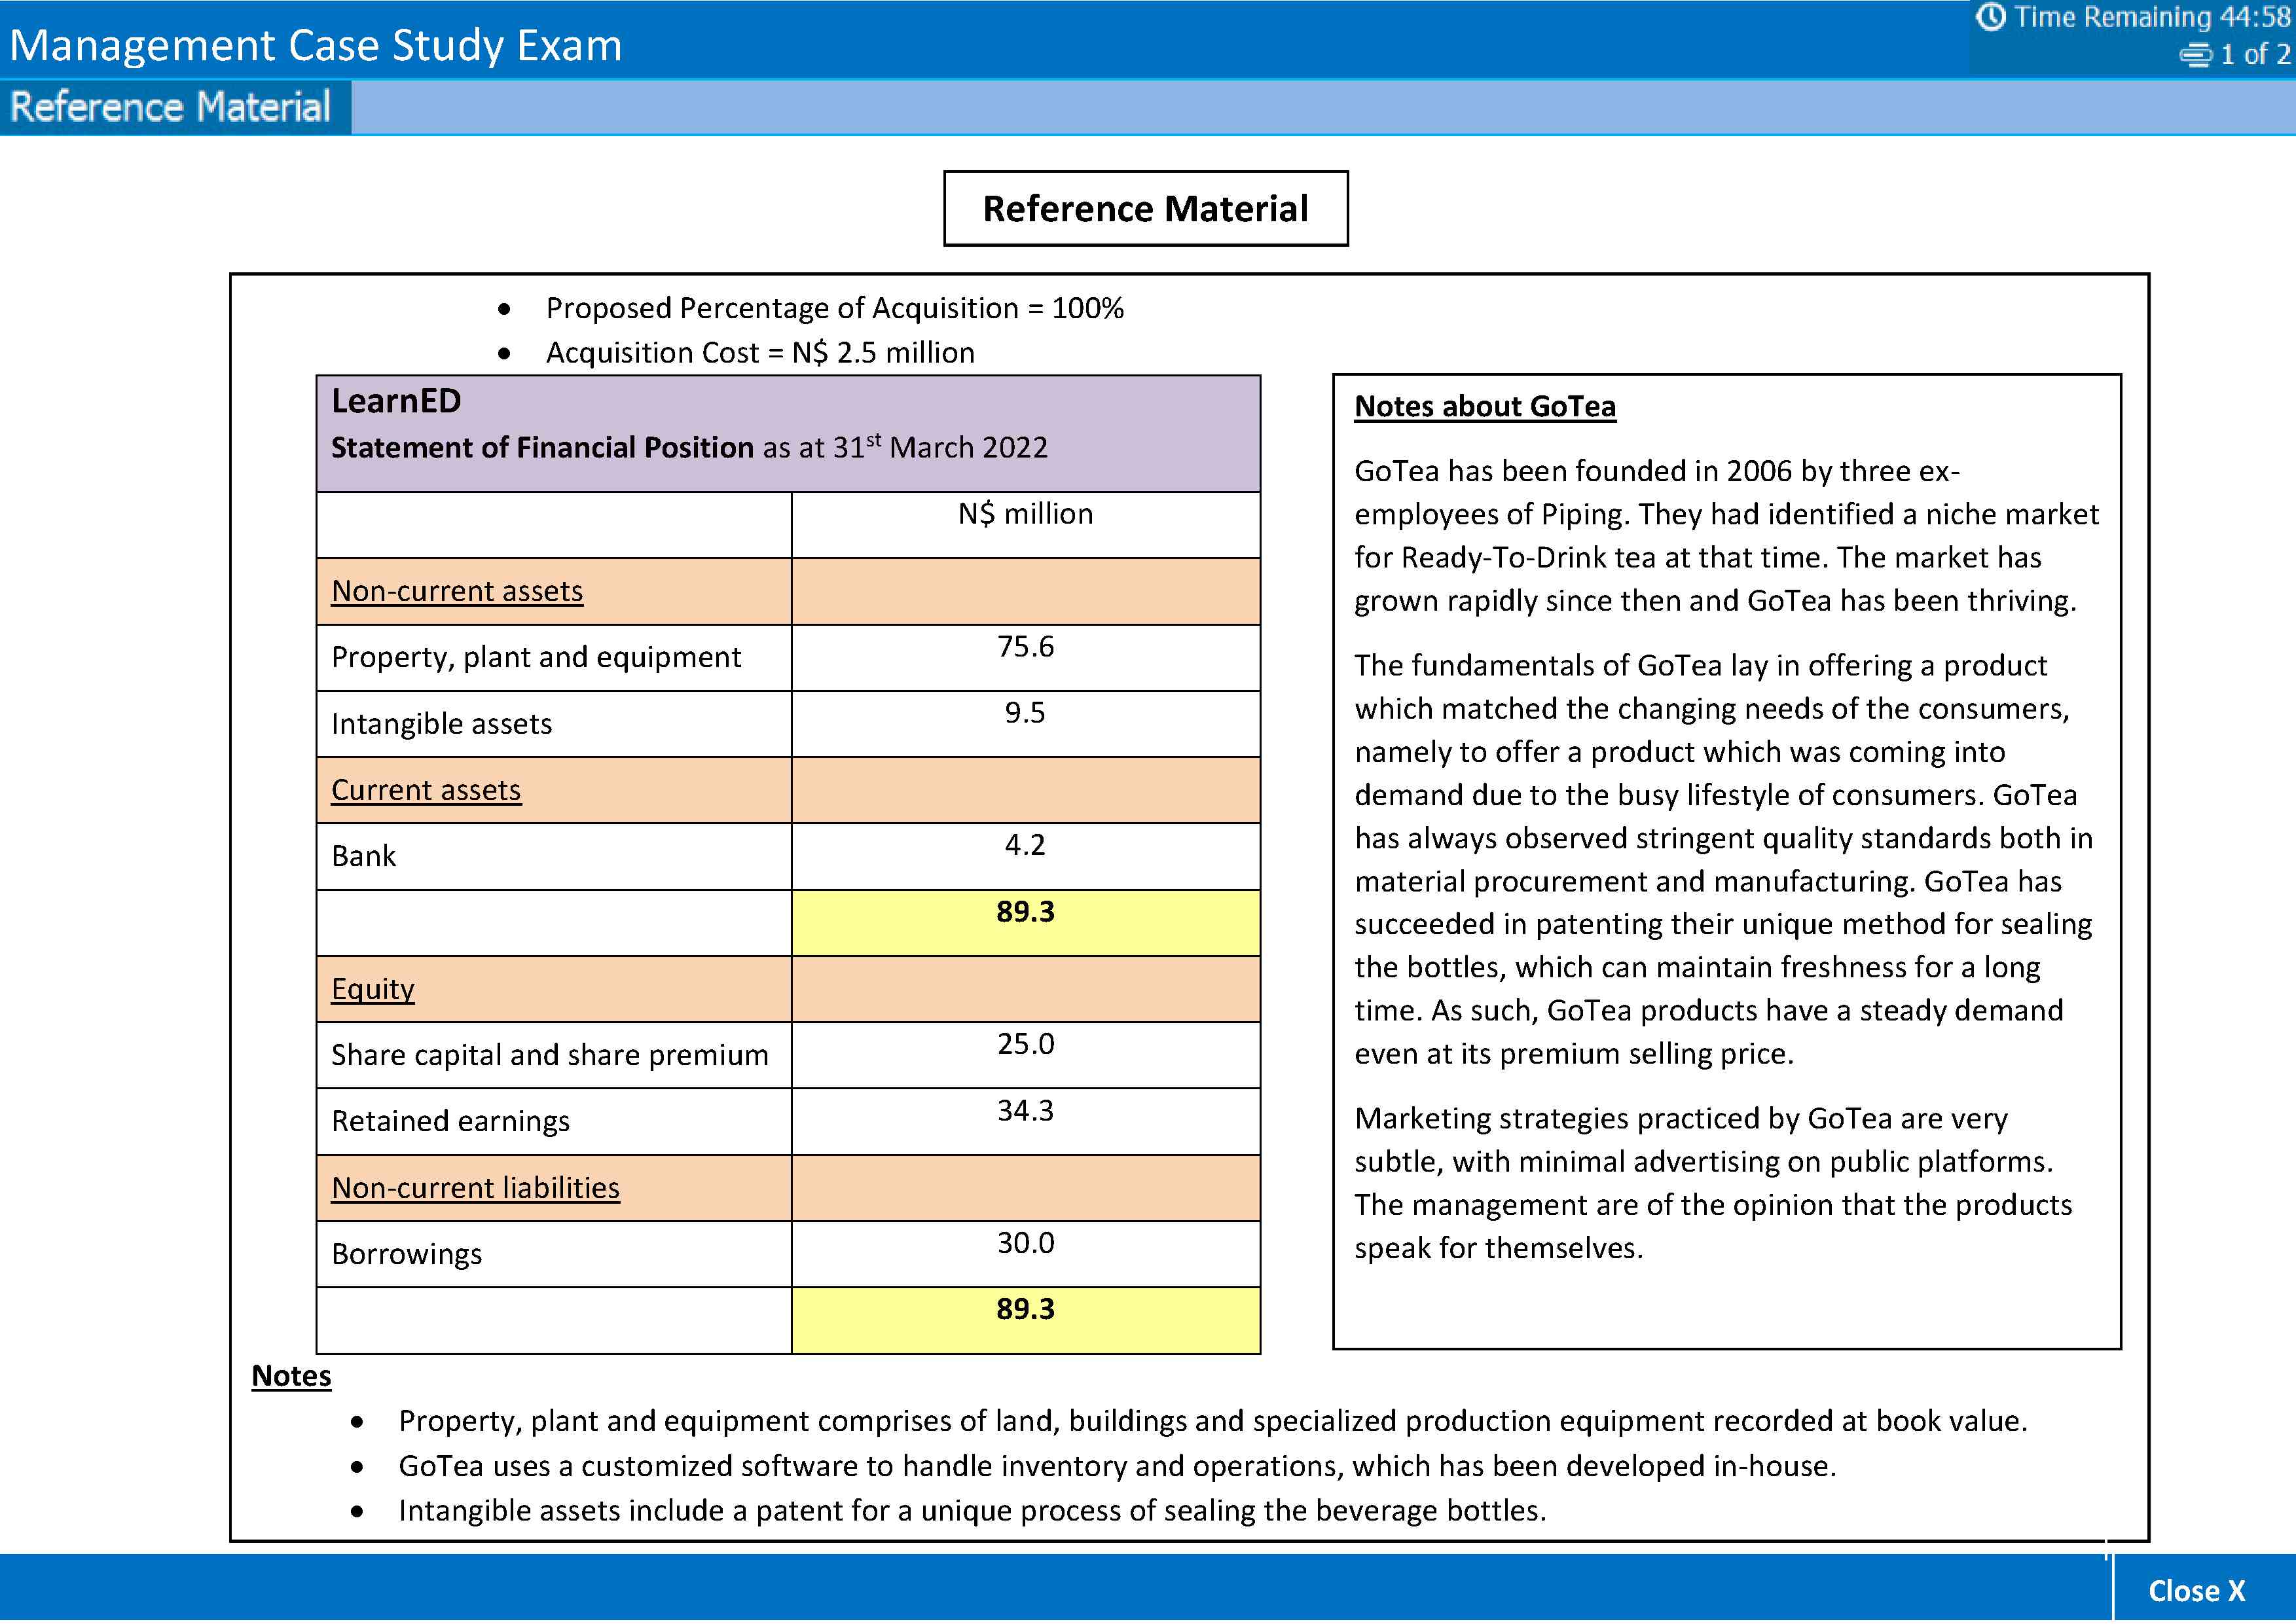 Management Case Study Exam
Time Remaining 44:58
1 of 2
Reference Material
Reference Material
• Proposed Percentage of Acquisition = 100%
• Acquisition Cost = N$ 2.5 million
LearnED
Statement of Financial Position as at 31st March 2022
N$ million
Non-current assets
Property, plant and equipment 75.6
Intangible assets 9.5
Current assets
Bank 4.2
89.3
Equity
Share capital and share premium 25.0
Retained earnings 34.3
Non-current liabilities
Borrowings 30.0
89.3
Notes about GoTea
GoTea has been founded in 2006 by three ex-
employees of Piping. They had identified a niche market
for Ready-To-Drink tea at that time. The market has
grown rapidly since then and GoTea has been thriving.
The fundamentals of GoTea lay in offering a product
which matched the changing needs of the consumers,
namely to offer a product which was coming into
demand due to the busy lifestyle of consumers. GoTea
has always observed stringent quality standards both in
material procurement and manufacturing. GoTea has
succeeded in patenting their unique method for sealing
the bottles, which can maintain freshness for a long
time. As such, GoTea products have a steady demand
even at its premium selling price.
Marketing strategies practiced by GoTea are very
subtle, with minimal advertising on public platforms.
The management are of the opinion that the products
speak for themselves.
Notes
• Property, plant and equipment comprises of land, buildings and specialized production equipment recorded at book value.
• GoTea uses a customized software to handle inventory and operations, which has been developed in-house.
• Intangible assets include a patent for a unique process of sealing the beverage bottles.
Close X